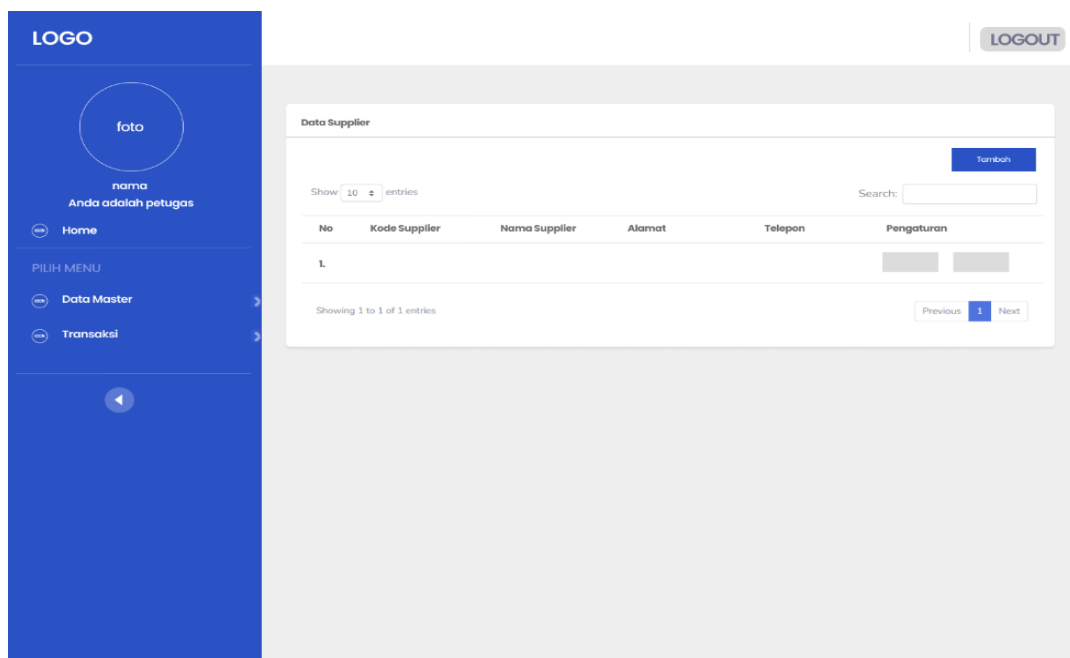 LOGO
LOGOUT
foto
nama
Anda adalah petugas
Home
PILIH MENU
Data Master
Transaksi
Data Supplier
Tambah
Show 10 entries
Search:
No Kode Supplier Nama Supplier Alamat Telepon Pengaturan
1.
Showing 1 to 1 of 1 entries
Previous 1 Next